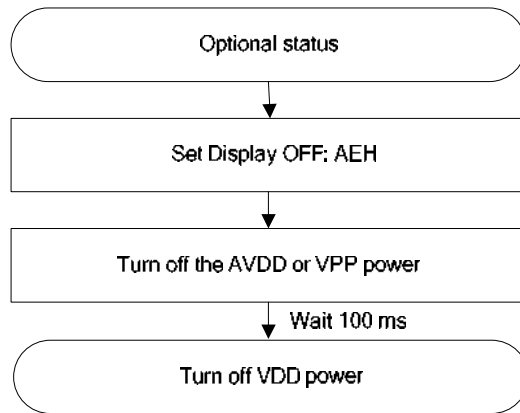 Optional status
Set Display OFF: AEH
Turn off the AVDD or VPP power
Wait 100 ms
Turn off VDD power